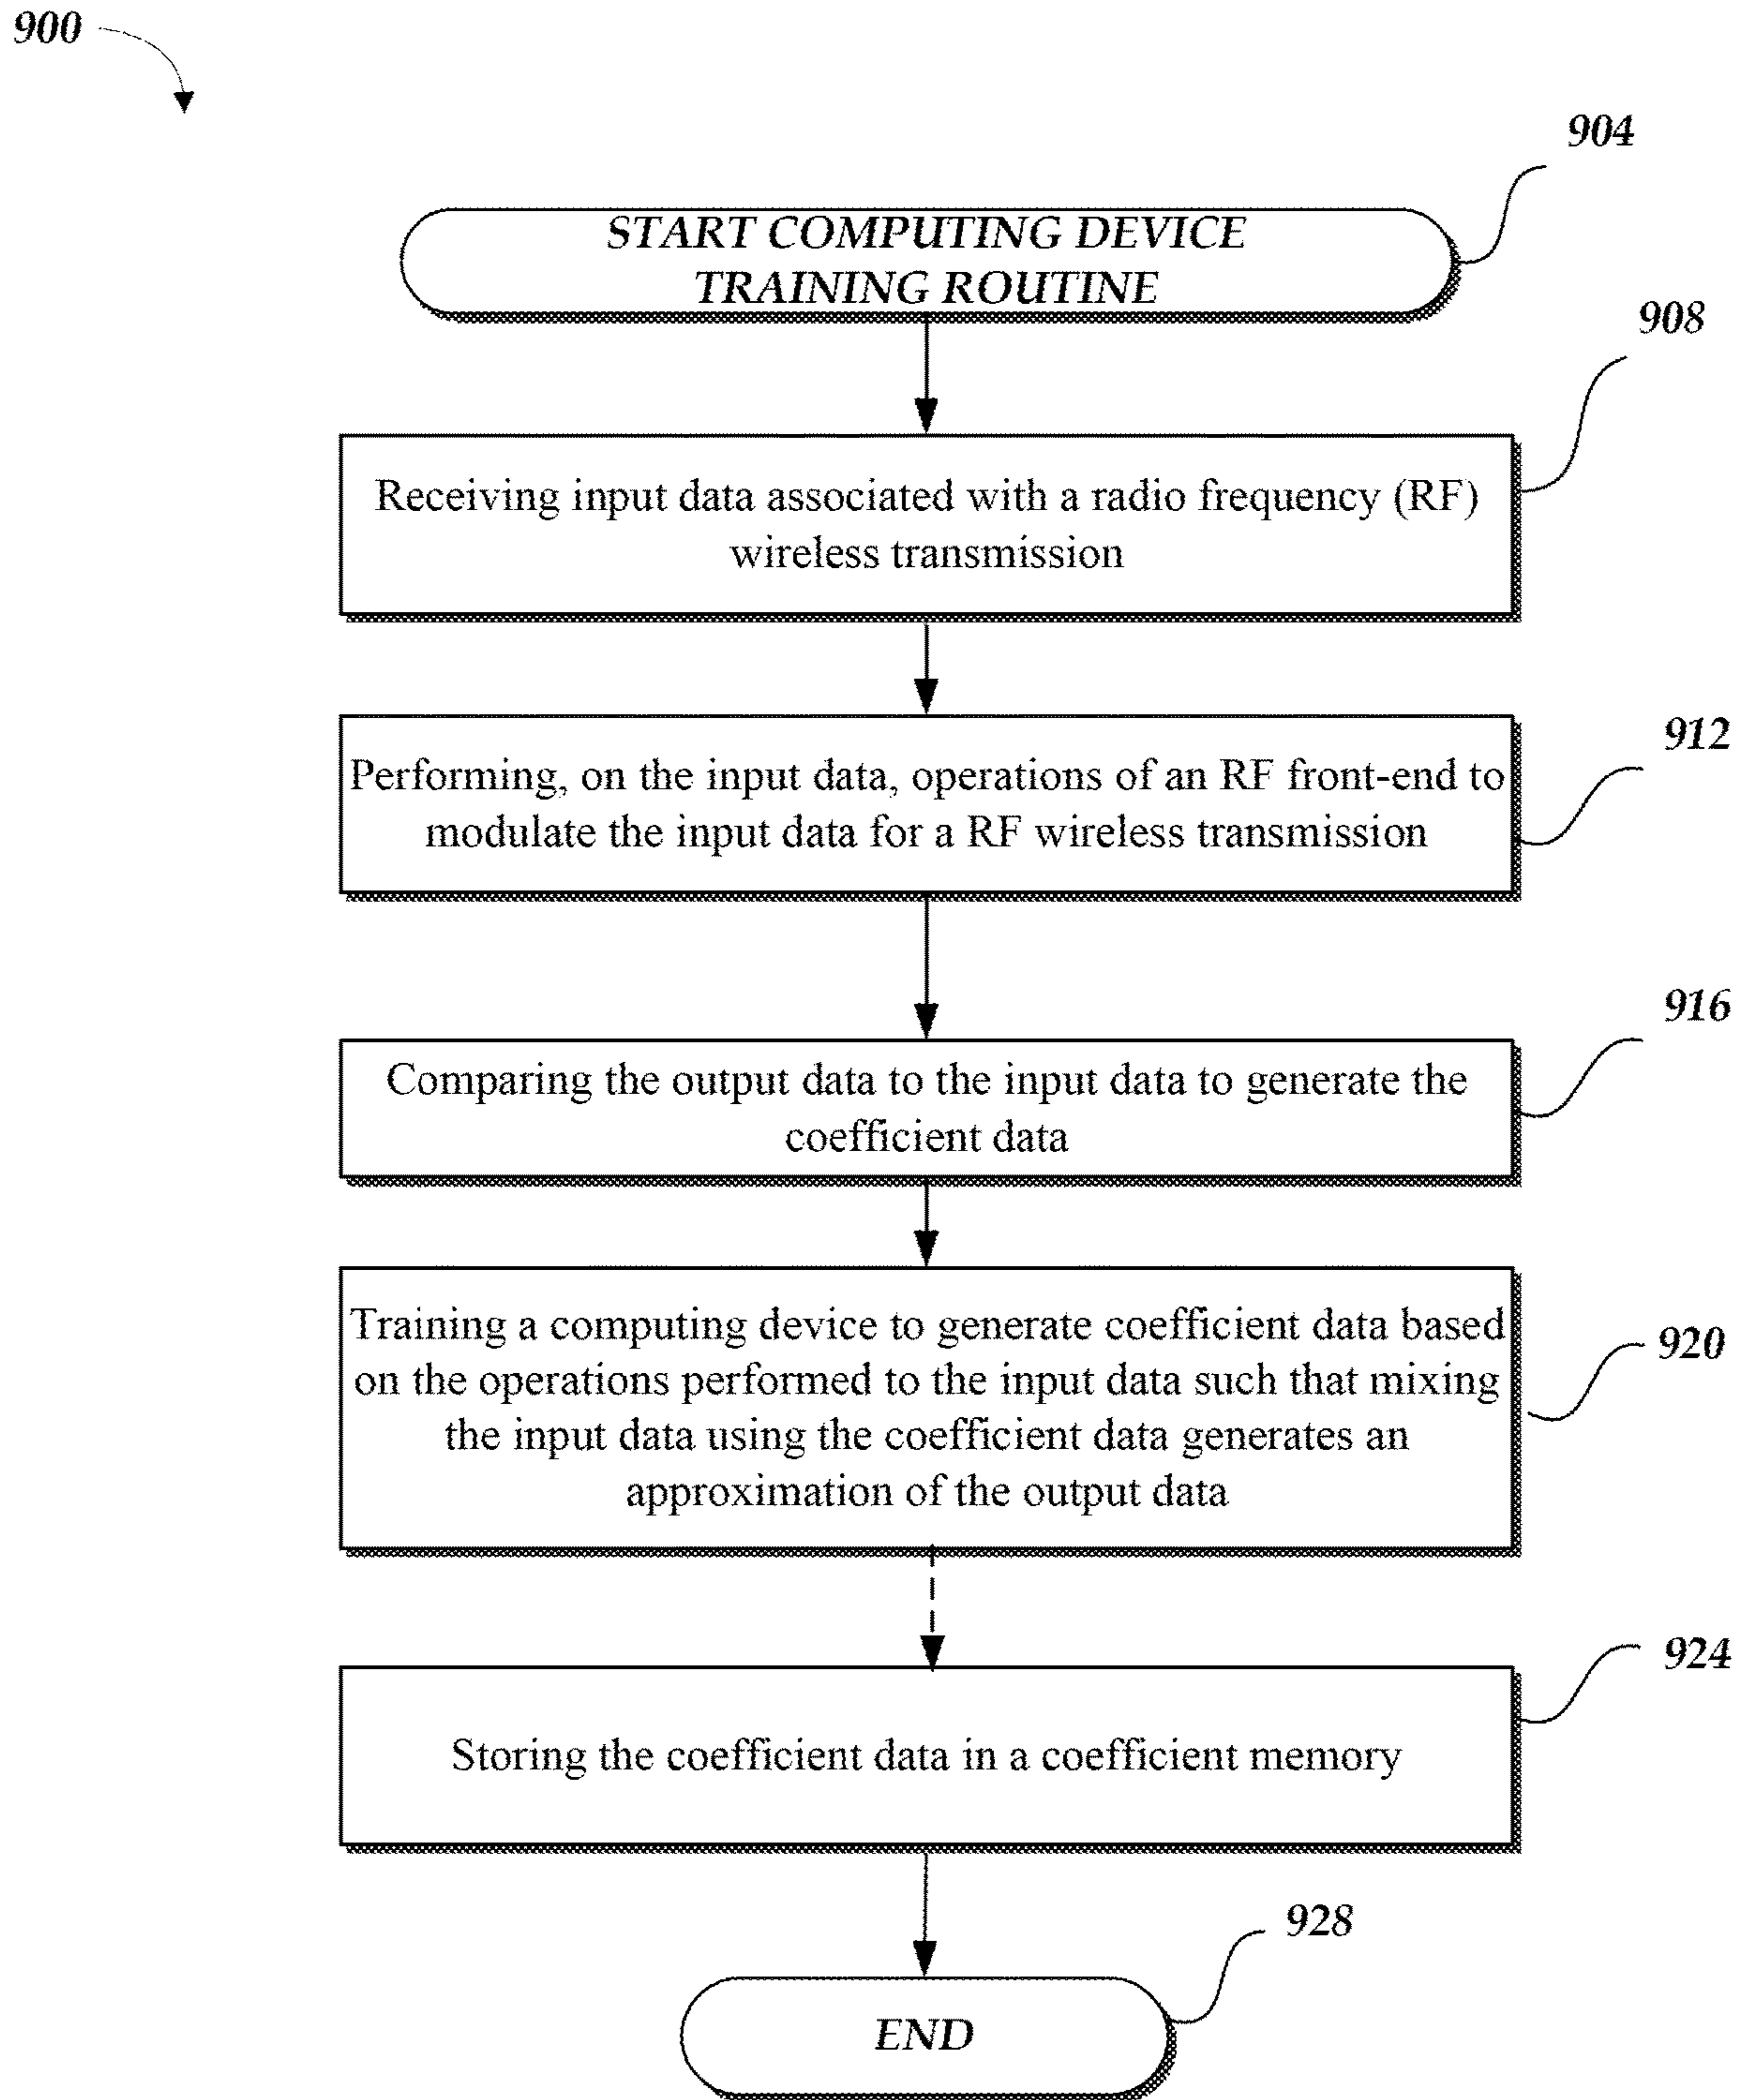 900
904
START COMPUTING DEVICE
TRAINING ROUTINE
908
Receiving input data associated with a radio frequency (RF)
wireless transmission
912
Performing, on the input data, operations of an RF front-end to
modulate the input data for a RF wireless transmission
916
Comparing the output data to the input data to generate the
coefficient data
920
Training a computing device to generate coefficient data based
on the operations performed to the input data such that mixing
the input data using the coefficient data generates an
approximation of the output data
924
Storing the coefficient data in a coefficient memory
928
END